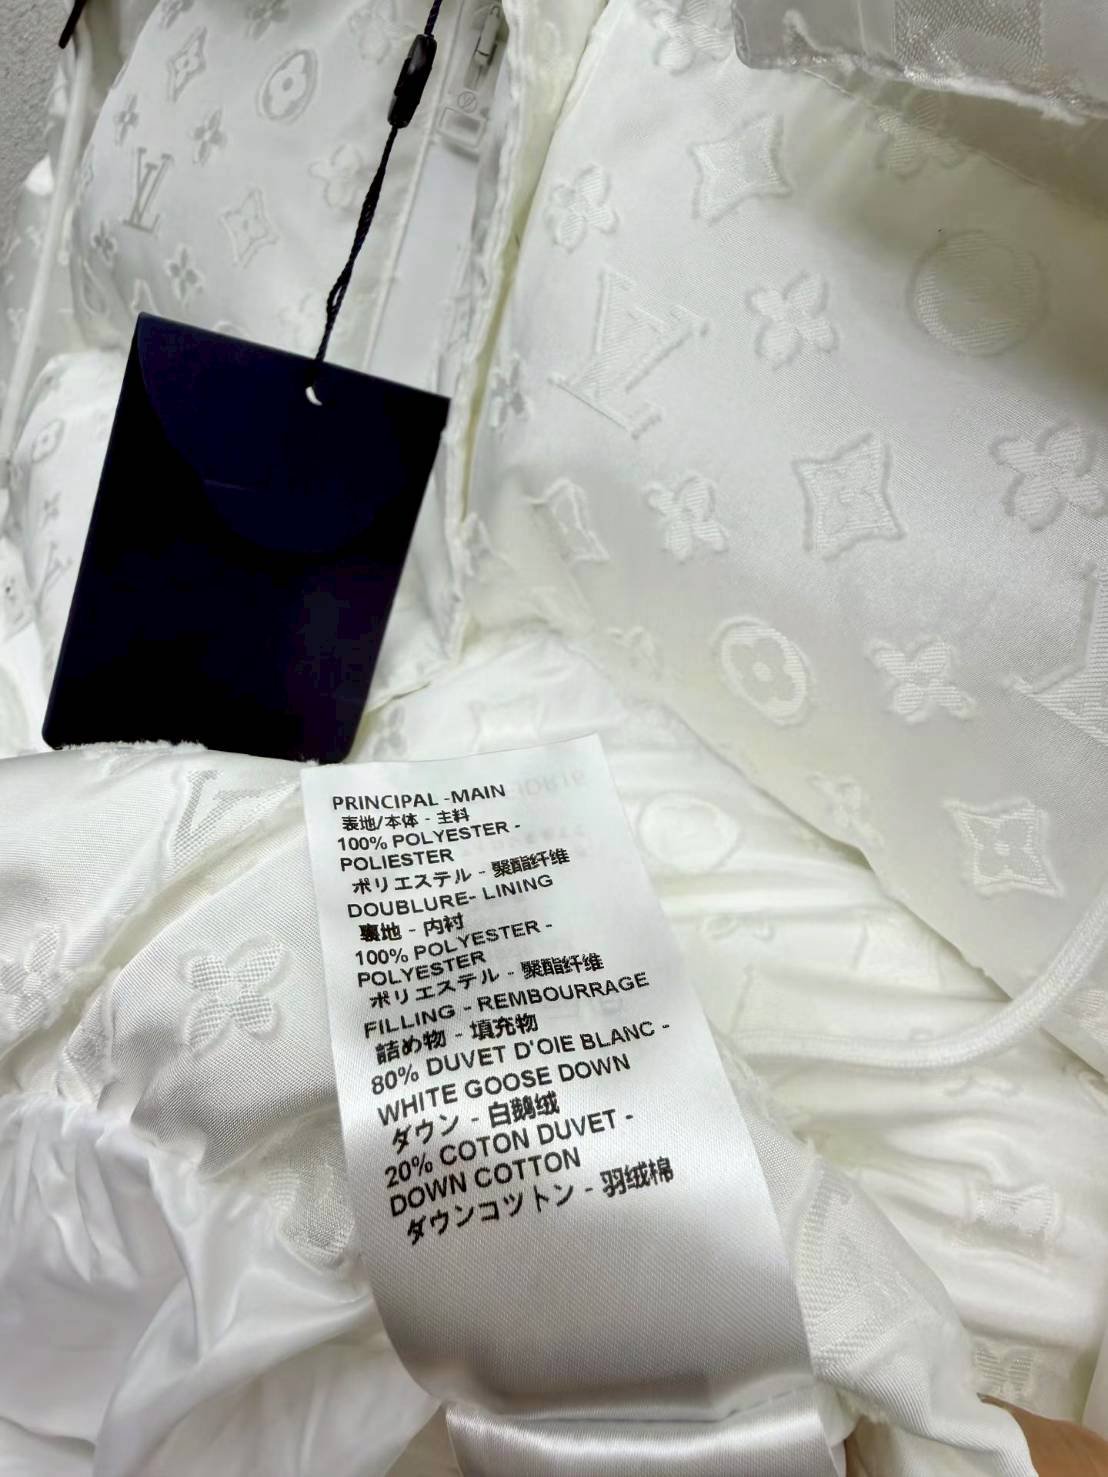 PRINCIPAL -MAIN
表地/本体 - 主料
100% POLYESTER -
POLIESTER
ポリエステル - 聚酯纤维
DOUBLURE- LINING
裏地 - 内衬
100% POLYESTER -
POLYESTER
ポリエステル - 聚酯纤维
FILLING - REMBOURRAGE
詰め物 - 填充物
80% DUVET D'OIE BLANC -
WHITE GOOSE DOWN
ダウン - 白鹅绒
20% COTON DUVET -
DOWN COTTON
ダウンコツトン - 羽绒棉